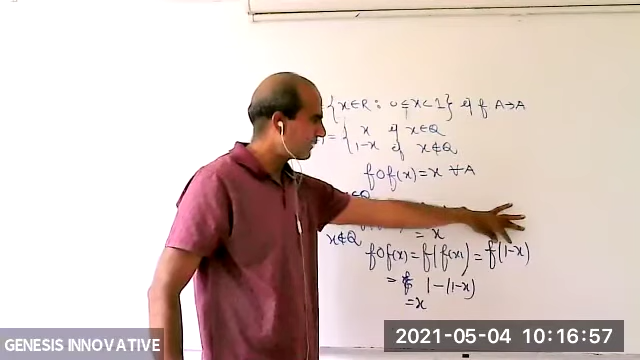 {x∈R : 0≤x<1} if f A→A
= { x if x∈Q
1-x if x∉Q
fof(x) = x ∀A
= x
x∉Q fof(x) = f(f(x)) = f(1-x)
= 1-(1-x)
= x
GENESIS INNOVATIVE
2021-05-04 10:16:57